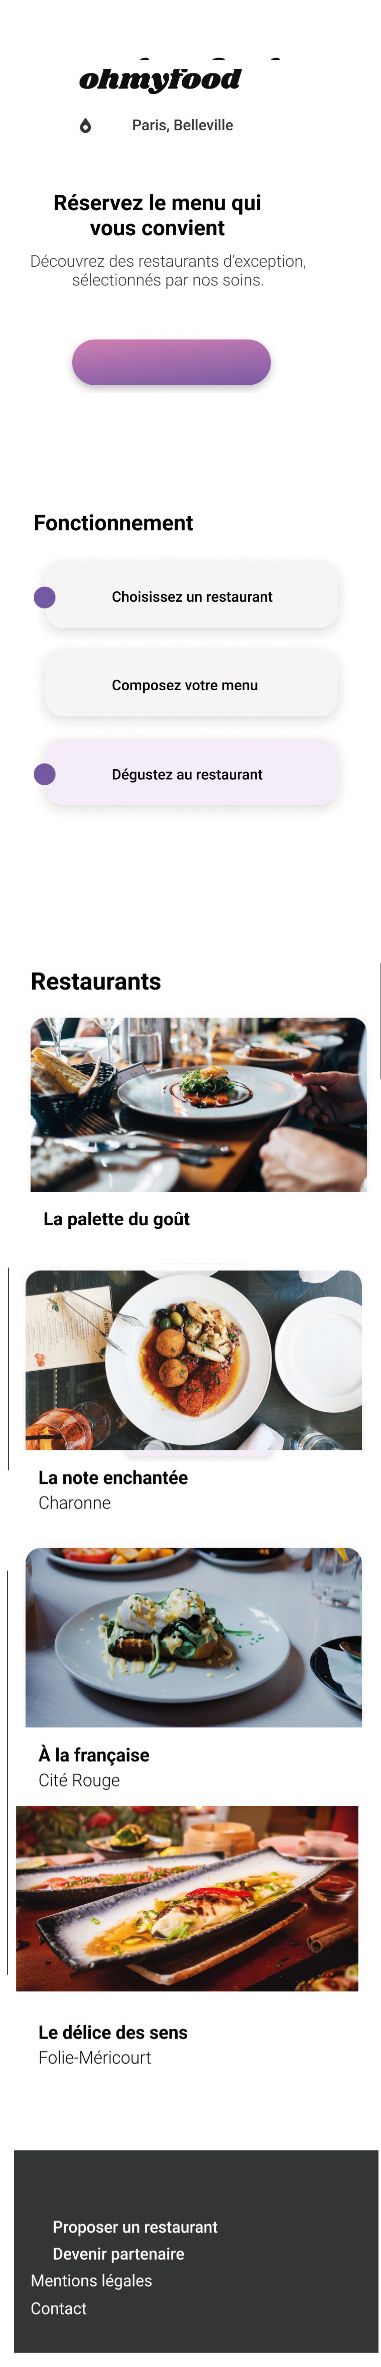 ohmyfood
Paris, Belleville
Réservez le menu qui
vous convient
Découvrez des restaurants d'exception,
sélectionnés par nos soins.
Fonctionnement
Choisissez un restaurant
Composez votre menu
Dégustez au restaurant
Restaurants
La palette du goût
La note enchantée
Charonne
À la française
Cité Rouge
Le délice des sens
Folie-Méricourt
Proposer un restaurant
Devenir partenaire
Mentions légales
Contact